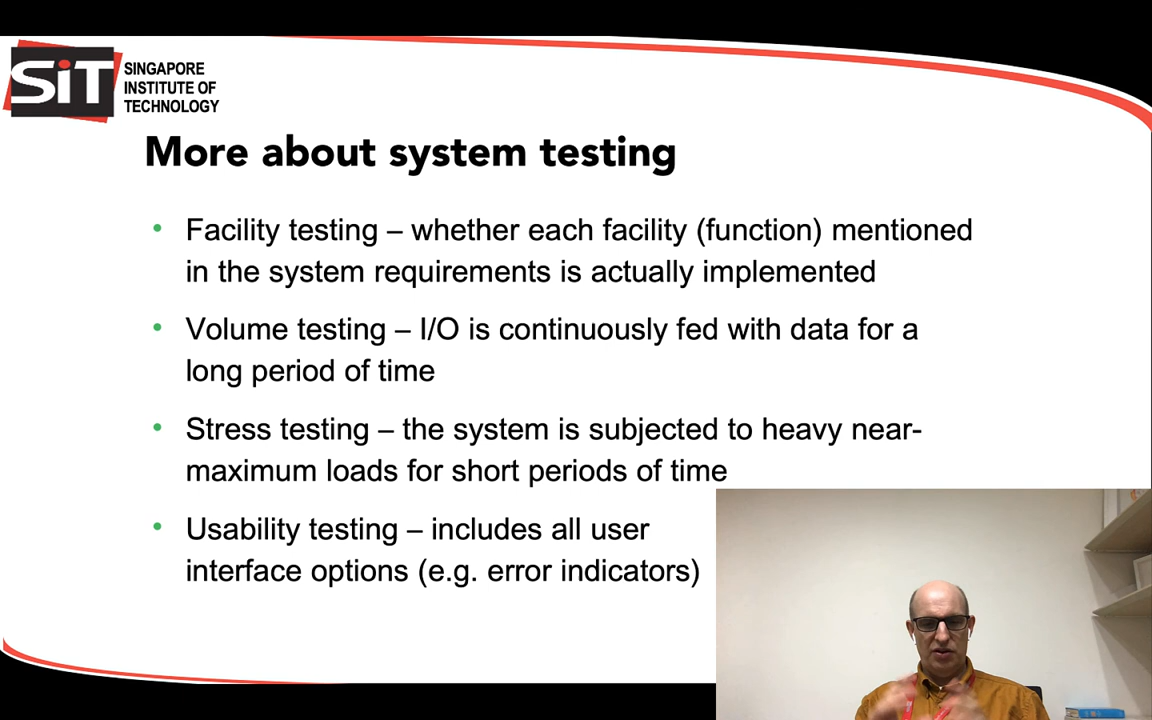 SiT
SINGAPORE
INSTITUTE OF
TECHNOLOGY
More about system testing
• Facility testing – whether each facility (function) mentioned
in the system requirements is actually implemented
• Volume testing – I/O is continuously fed with data for a
long period of time
• Stress testing – the system is subjected to heavy near-
maximum loads for short periods of time
• Usability testing – includes all user
interface options (e.g. error indicators)